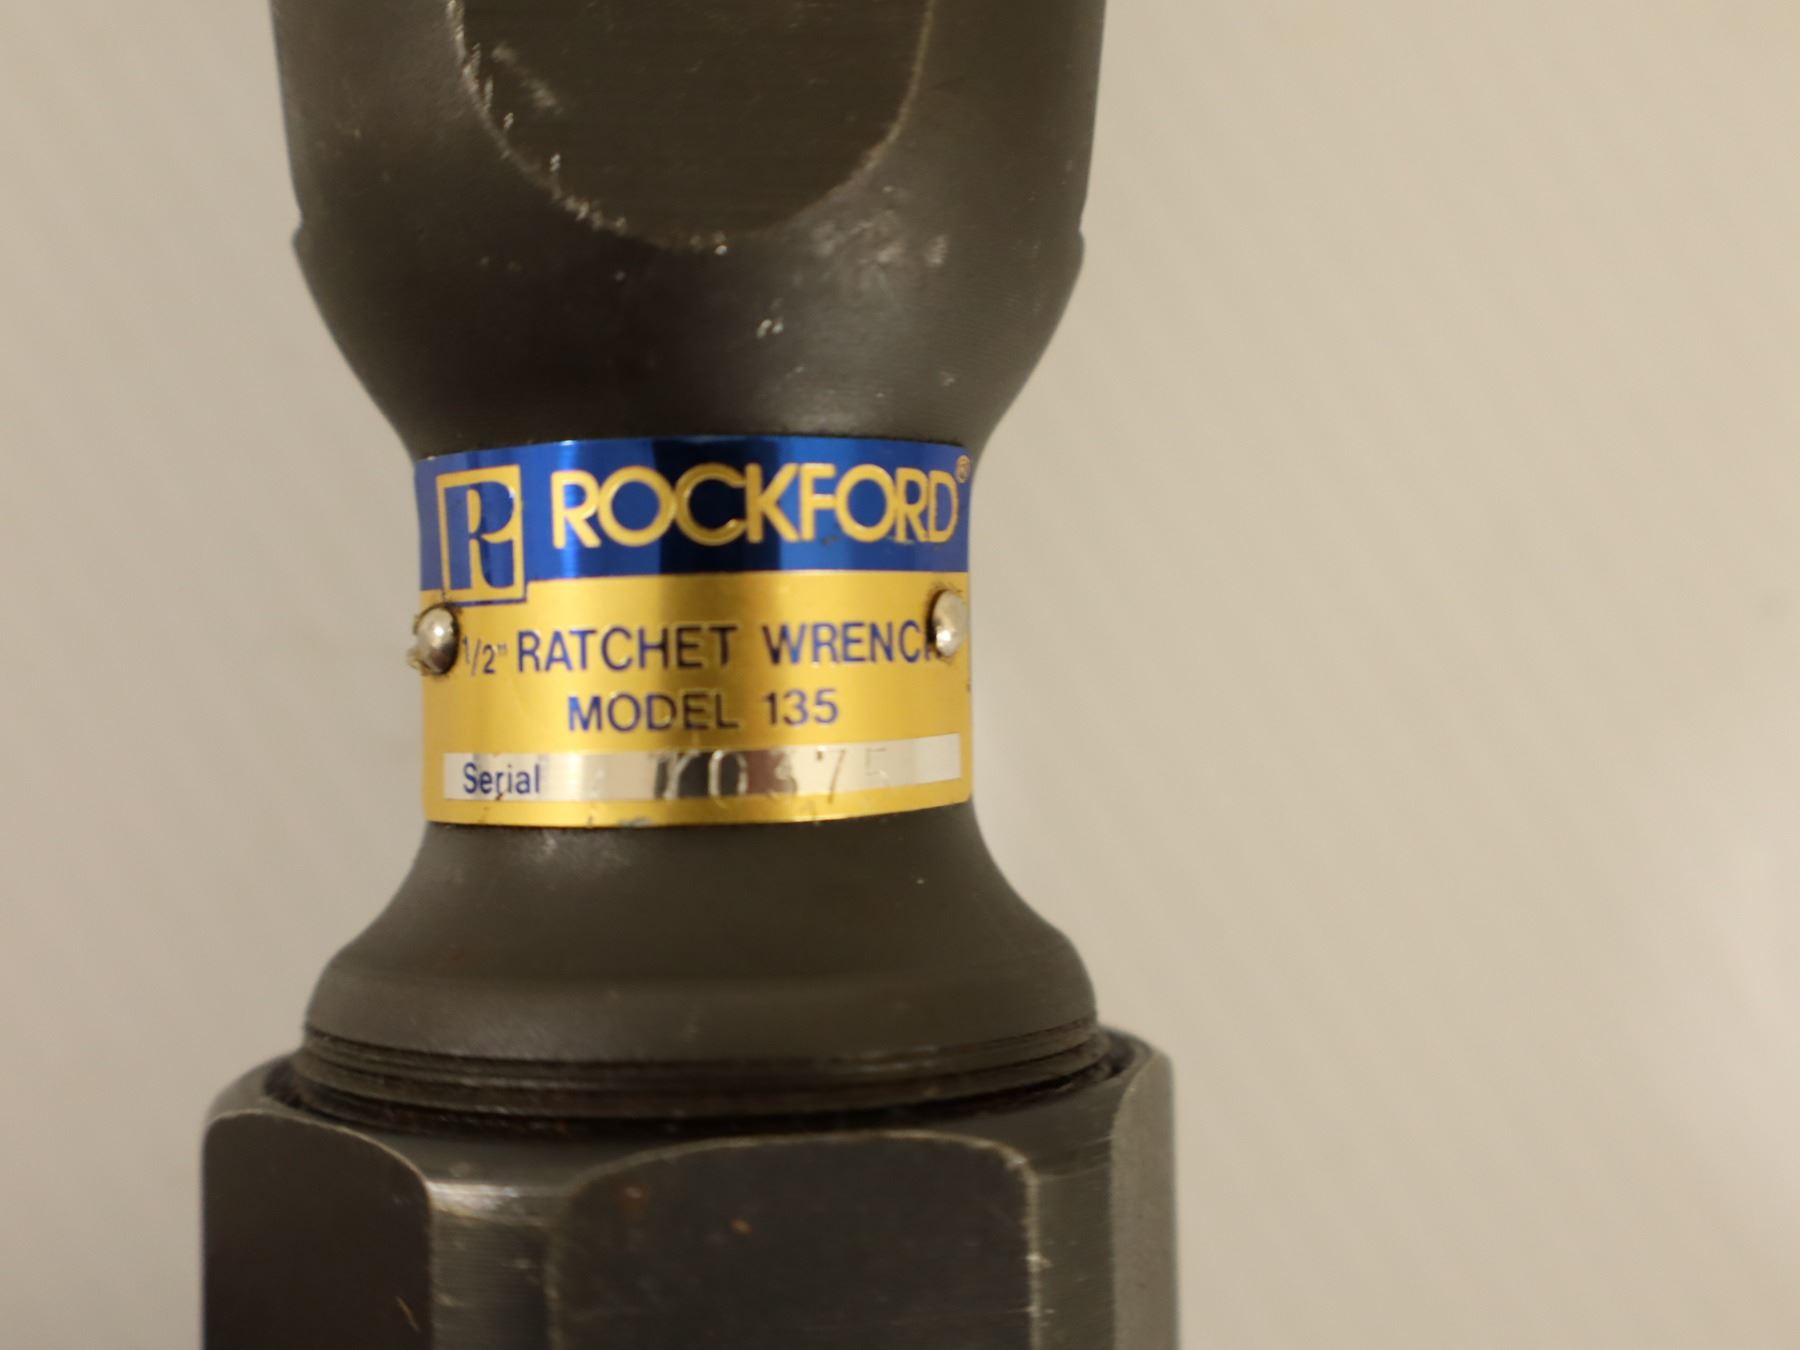 R ROCKFORD®
1/2" RATCHET WRENCH
MODEL 135
Serial